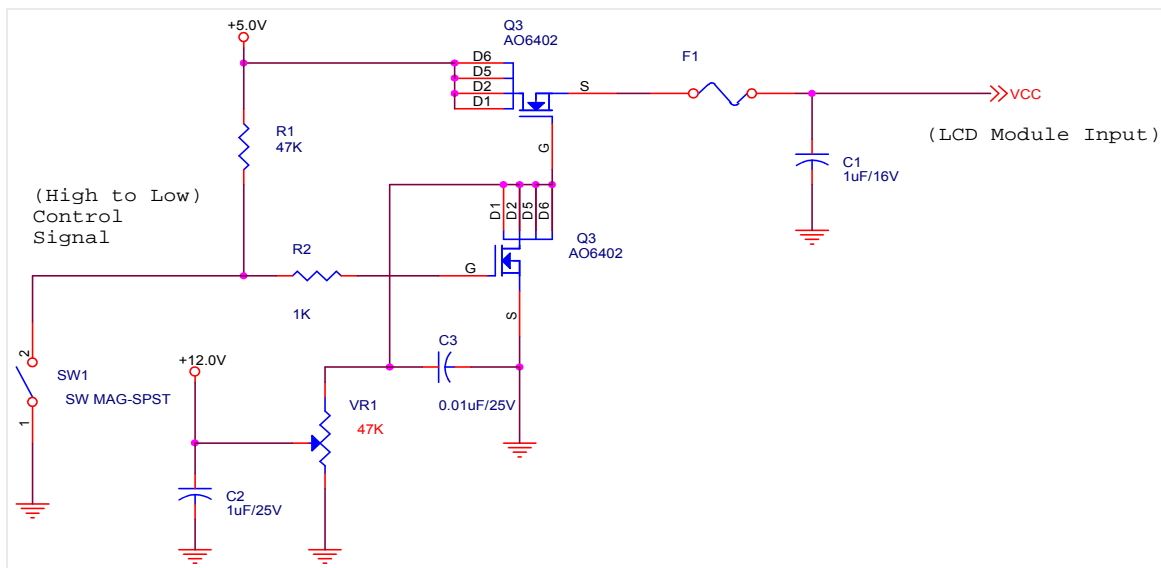 +5.0V
Q3
AO6402
D6
D5
D2
D1
S
G
F1
VCC
(LCD Module Input)
R1
47K
C1
1uF/16V
(High to Low)
Control
Signal
D1
D2
D5
D6
Q3
AO6402
R2
1K
G
S
2
1
SW1
SW MAG-SPST
+12.0V
C3
0.01uF/25V
VR1
47K
C2
1uF/25V